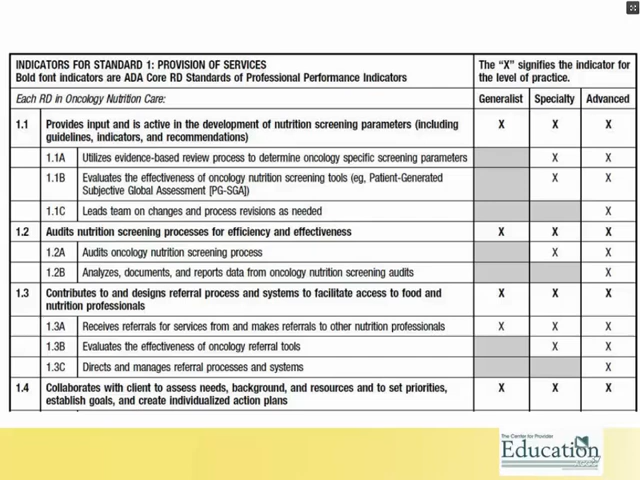 INDICATORS FOR STANDARD 1: PROVISION OF SERVICES
Bold font indicators are ADA Core RD Standards of Professional Performance Indicators
The "X" signifies the indicator for
the level of practice.
Each RD in Oncology Nutrition Care:
Generalist Specialty Advanced
1.1 Provides input and is active in the development of nutrition screening parameters (including X X X
guidelines, indicators, and recommendations)
1.1A Utilizes evidence-based review process to determine oncology specific screening parameters X X
1.1B Evaluates the effectiveness of oncology nutrition screening tools (eg, Patient-Generated X X
Subjective Global Assessment [PG-SGA])
1.1C Leads team on changes and process revisions as needed X
1.2 Audits nutrition screening processes for efficiency and effectiveness X X X
1.2A Audits oncology nutrition screening process X X
1.2B Analyzes, documents, and reports data from oncology nutrition screening audits X
1.3 Contributes to and designs referral process and systems to facilitate access to food and X X X
nutrition professionals
1.3A Receives referrals for services from and makes referrals to other nutrition professionals X X X
1.3B Evaluates the effectiveness of oncology referral tools X X
1.3C Directs and manages referral processes and systems X
1.4 Collaborates with client to assess needs, background, and resources and to set priorities, X X X
establish goals, and create individualized action plans
The Center for Provider
Education